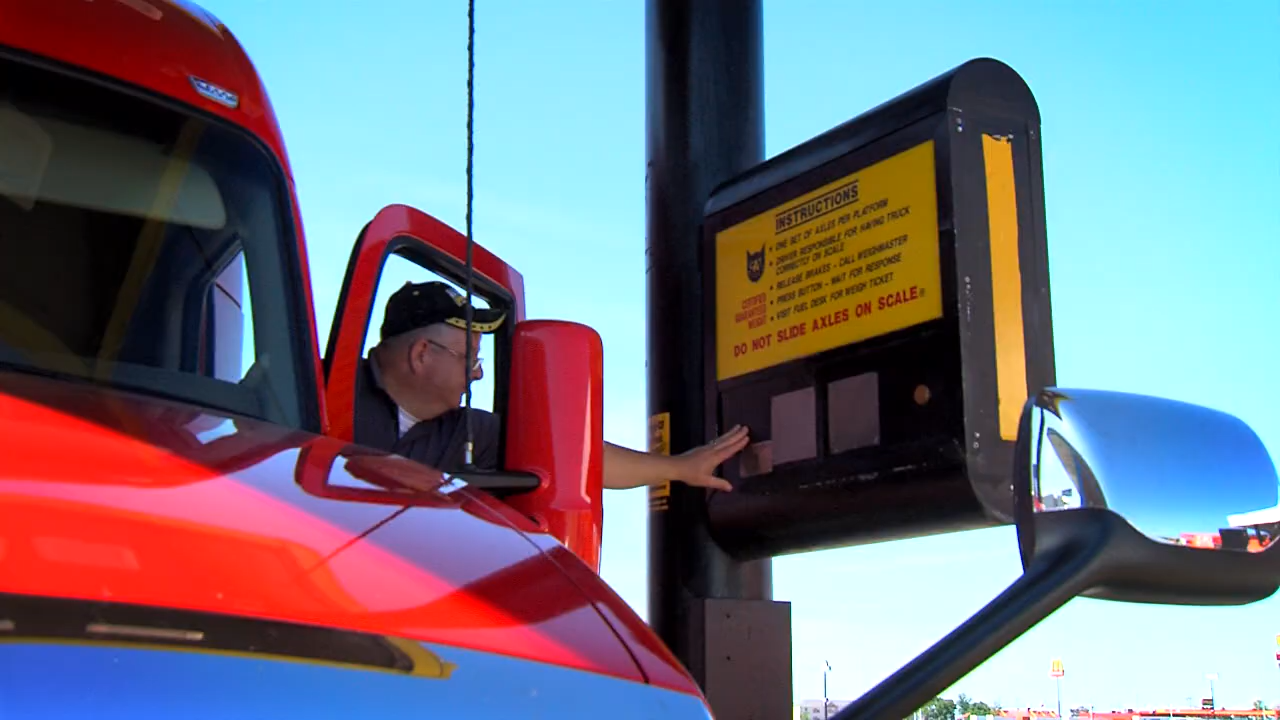 INSTRUCTIONS
• ONE SET OF AXLES PER PLATFORM
• DRIVER RESPONSIBLE FOR HAVING TRUCK
CORRECTLY ON SCALE
• RELEASE BRAKES - CALL WEIGHMASTER
• PRESS BUTTON - WAIT FOR RESPONSE
• VISIT FUEL DESK FOR WEIGH TICKET.
CERTIFIED
GUARANTEED
WEIGHT
DO NOT SLIDE AXLES ON SCALE